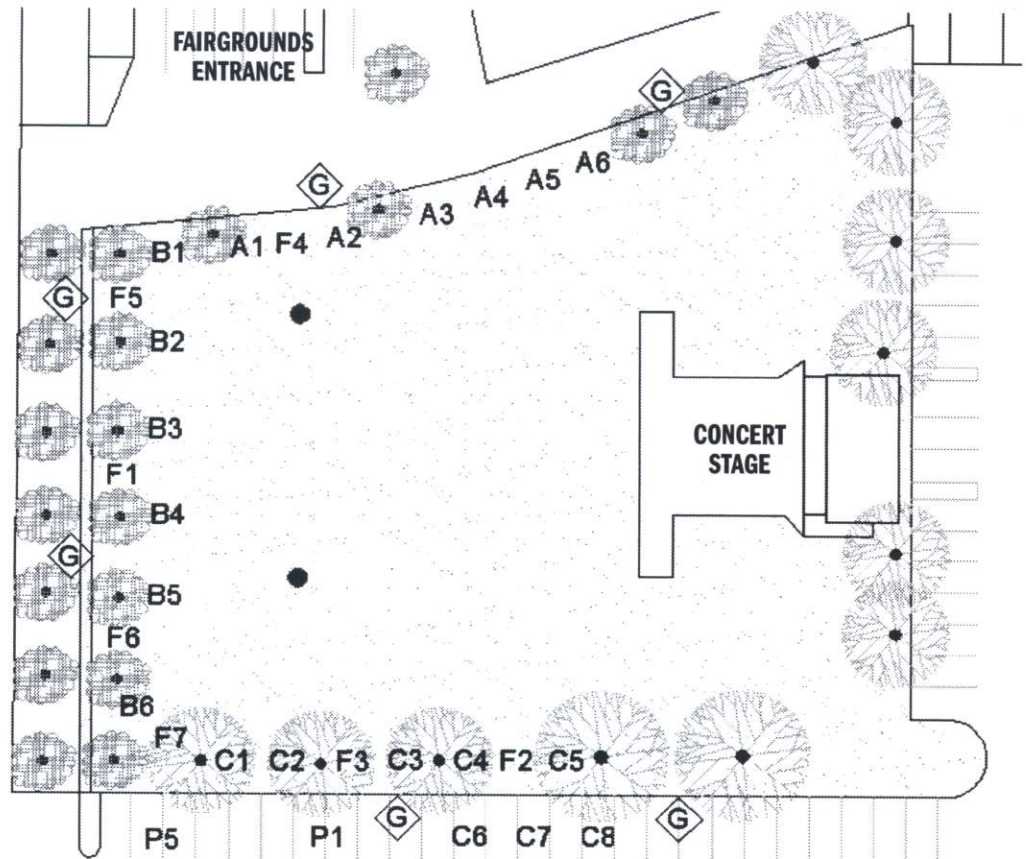 FAIRGROUNDS
ENTRANCE
G
G
A6
A5
A4
A3
A2
F4
A1
B1
G
F5
B2
B3
F1
B4
G
B5
F6
B6
CONCERT
STAGE
F7
C1 C2 F3 C3 C4 F2 C5
G
G
P5 P1 C6 C7 C8